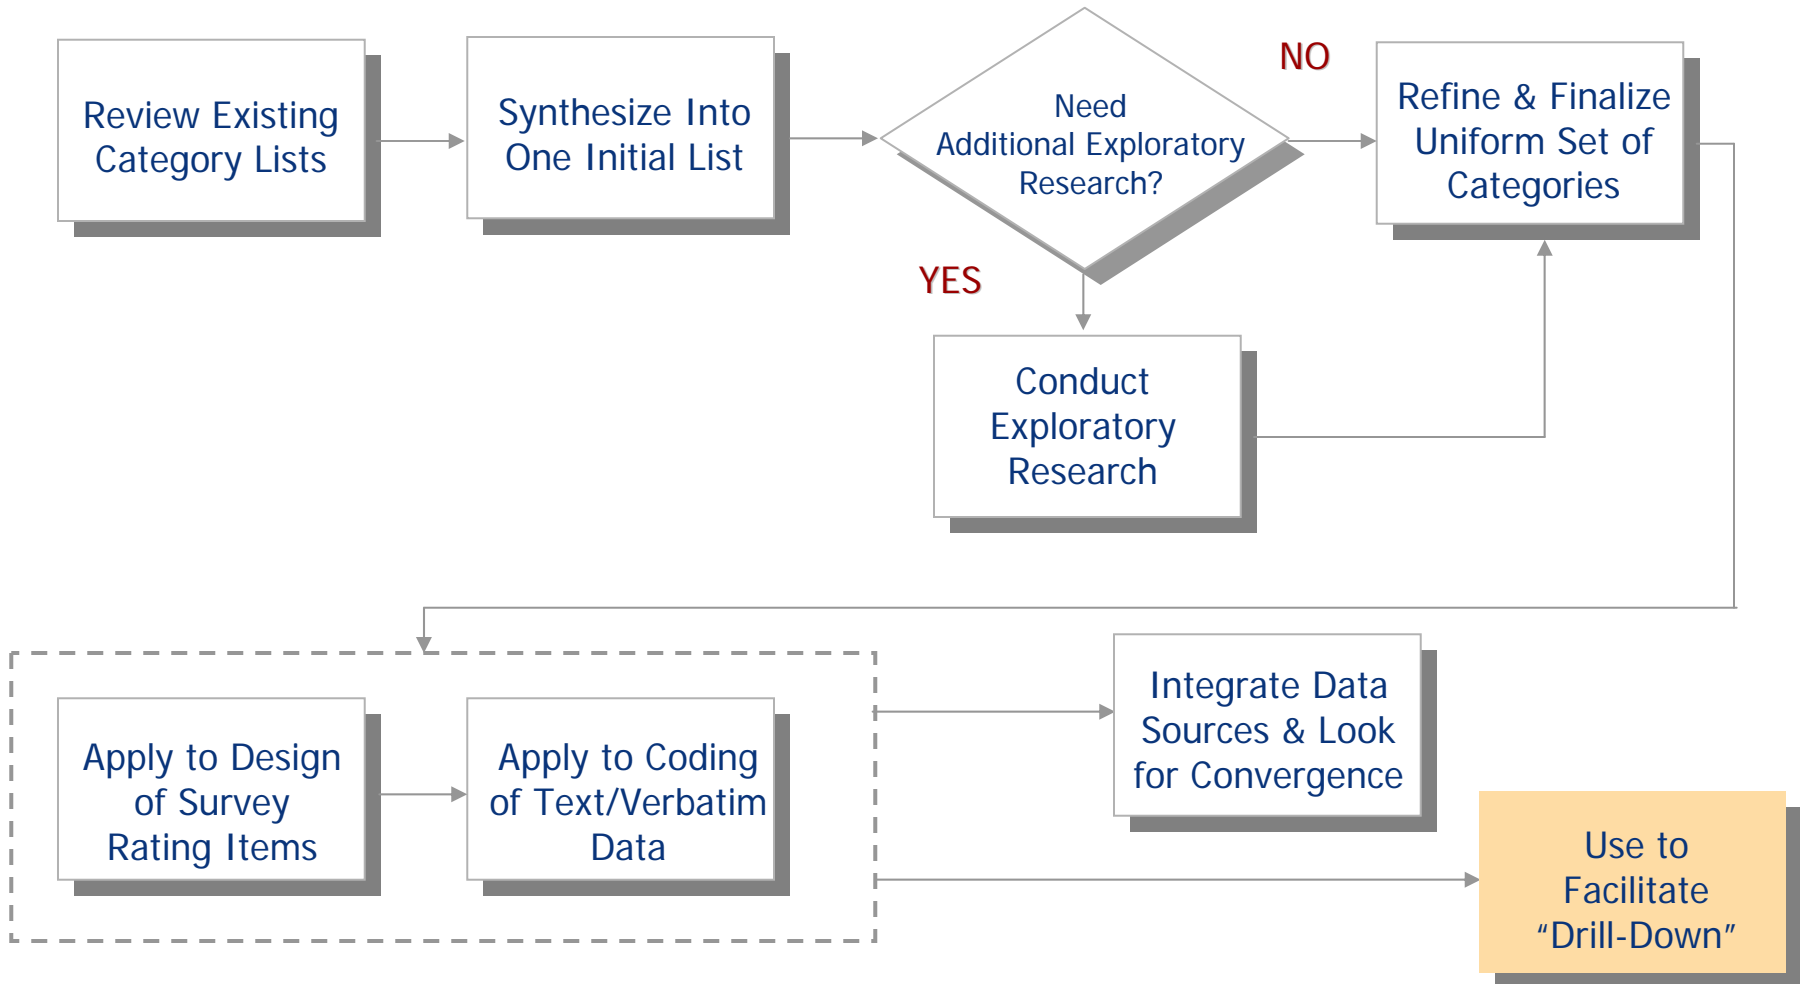 Review Existing
Category Lists
Synthesize Into
One Initial List
Need
Additional Exploratory
Research?
NO
Refine & Finalize
Uniform Set of
Categories
YES
Conduct
Exploratory
Research
Apply to Design
of Survey
Rating Items
Apply to Coding
of Text/Verbatim
Data
Integrate Data
Sources & Look
for Convergence
Use to
Facilitate
“Drill-Down”